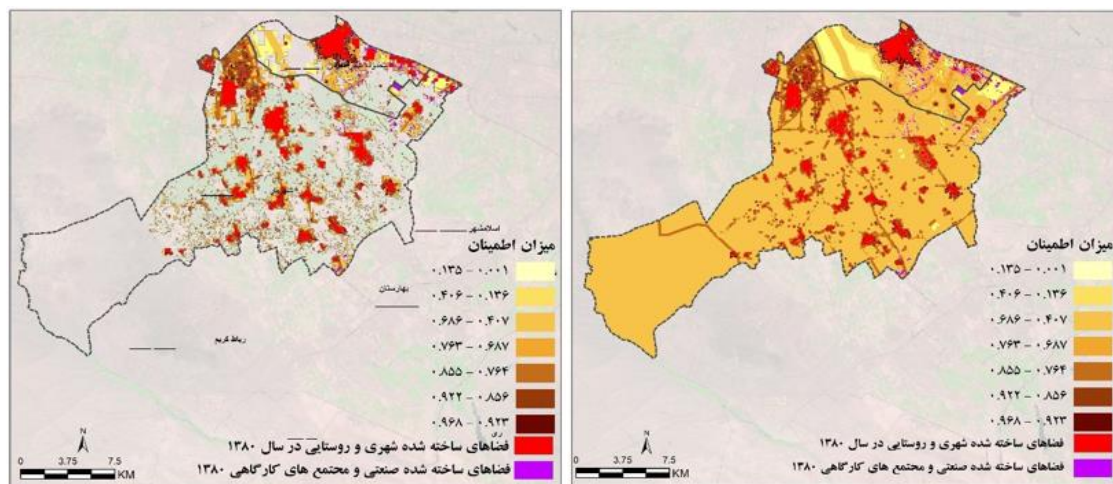 اسلامشهر
میزان اطمینان
۰.۱۳۵ - ۰.۰۰۱
۰.۴۰۶ - ۰.۱۳۶
بهارستان
۰.۶۸۶ - ۰.۴۰۷
۰.۷۶۳ - ۰.۶۸۷
رباط کریم
۰.۸۵۵ - ۰.۷۶۴
۰.۹۲۲ - ۰.۸۵۶
۰.۹۶۸ - ۰.۹۲۳
ری
فضاهای ساخته شده شهری و روستایی در سال ۱۳۸۰
فضاهای ساخته شده صنعتی و مجتمع های کارگاهی ۱۳۸۰
N
0 3.75 7.5
KM
میزان اطمینان
۰.۱۳۵ - ۰.۰۰۱
۰.۴۰۶ - ۰.۱۳۶
۰.۶۸۶ - ۰.۴۰۷
۰.۷۶۳ - ۰.۶۸۷
۰.۸۵۵ - ۰.۷۶۴
۰.۹۲۲ - ۰.۸۵۶
۰.۹۶۸ - ۰.۹۲۳
فضاهای ساخته شده شهری و روستایی در سال ۱۳۸۰
فضاهای ساخته شده صنعتی و مجتمع های کارگاهی ۱۳۸۰
N
0 3.75 7.5
KM